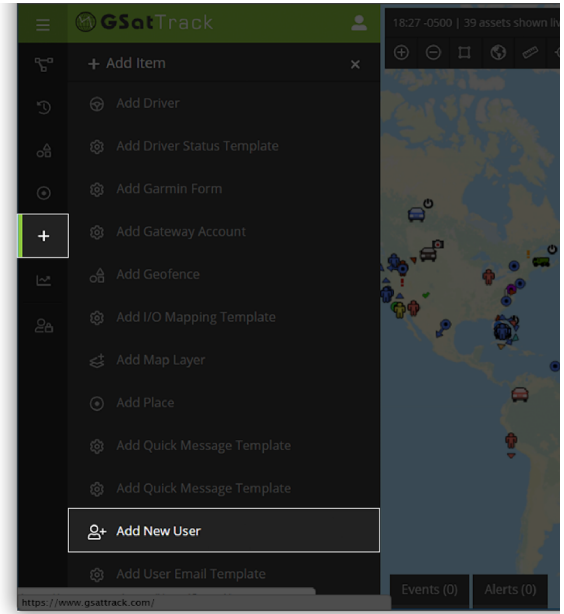 GSatTrack
18:27 -0500 | 39 assets shown liv
+ Add Item
Add Driver
Add Driver Status Template
Add Garmin Form
Add Gateway Account
Add Geofence
Add I/O Mapping Template
Add Map Layer
Add Place
Add Quick Message Template
Add Quick Message Template
Add New User
Add User Email Template
Events (0)
Alerts (0)
https://www.gsattrack.com/